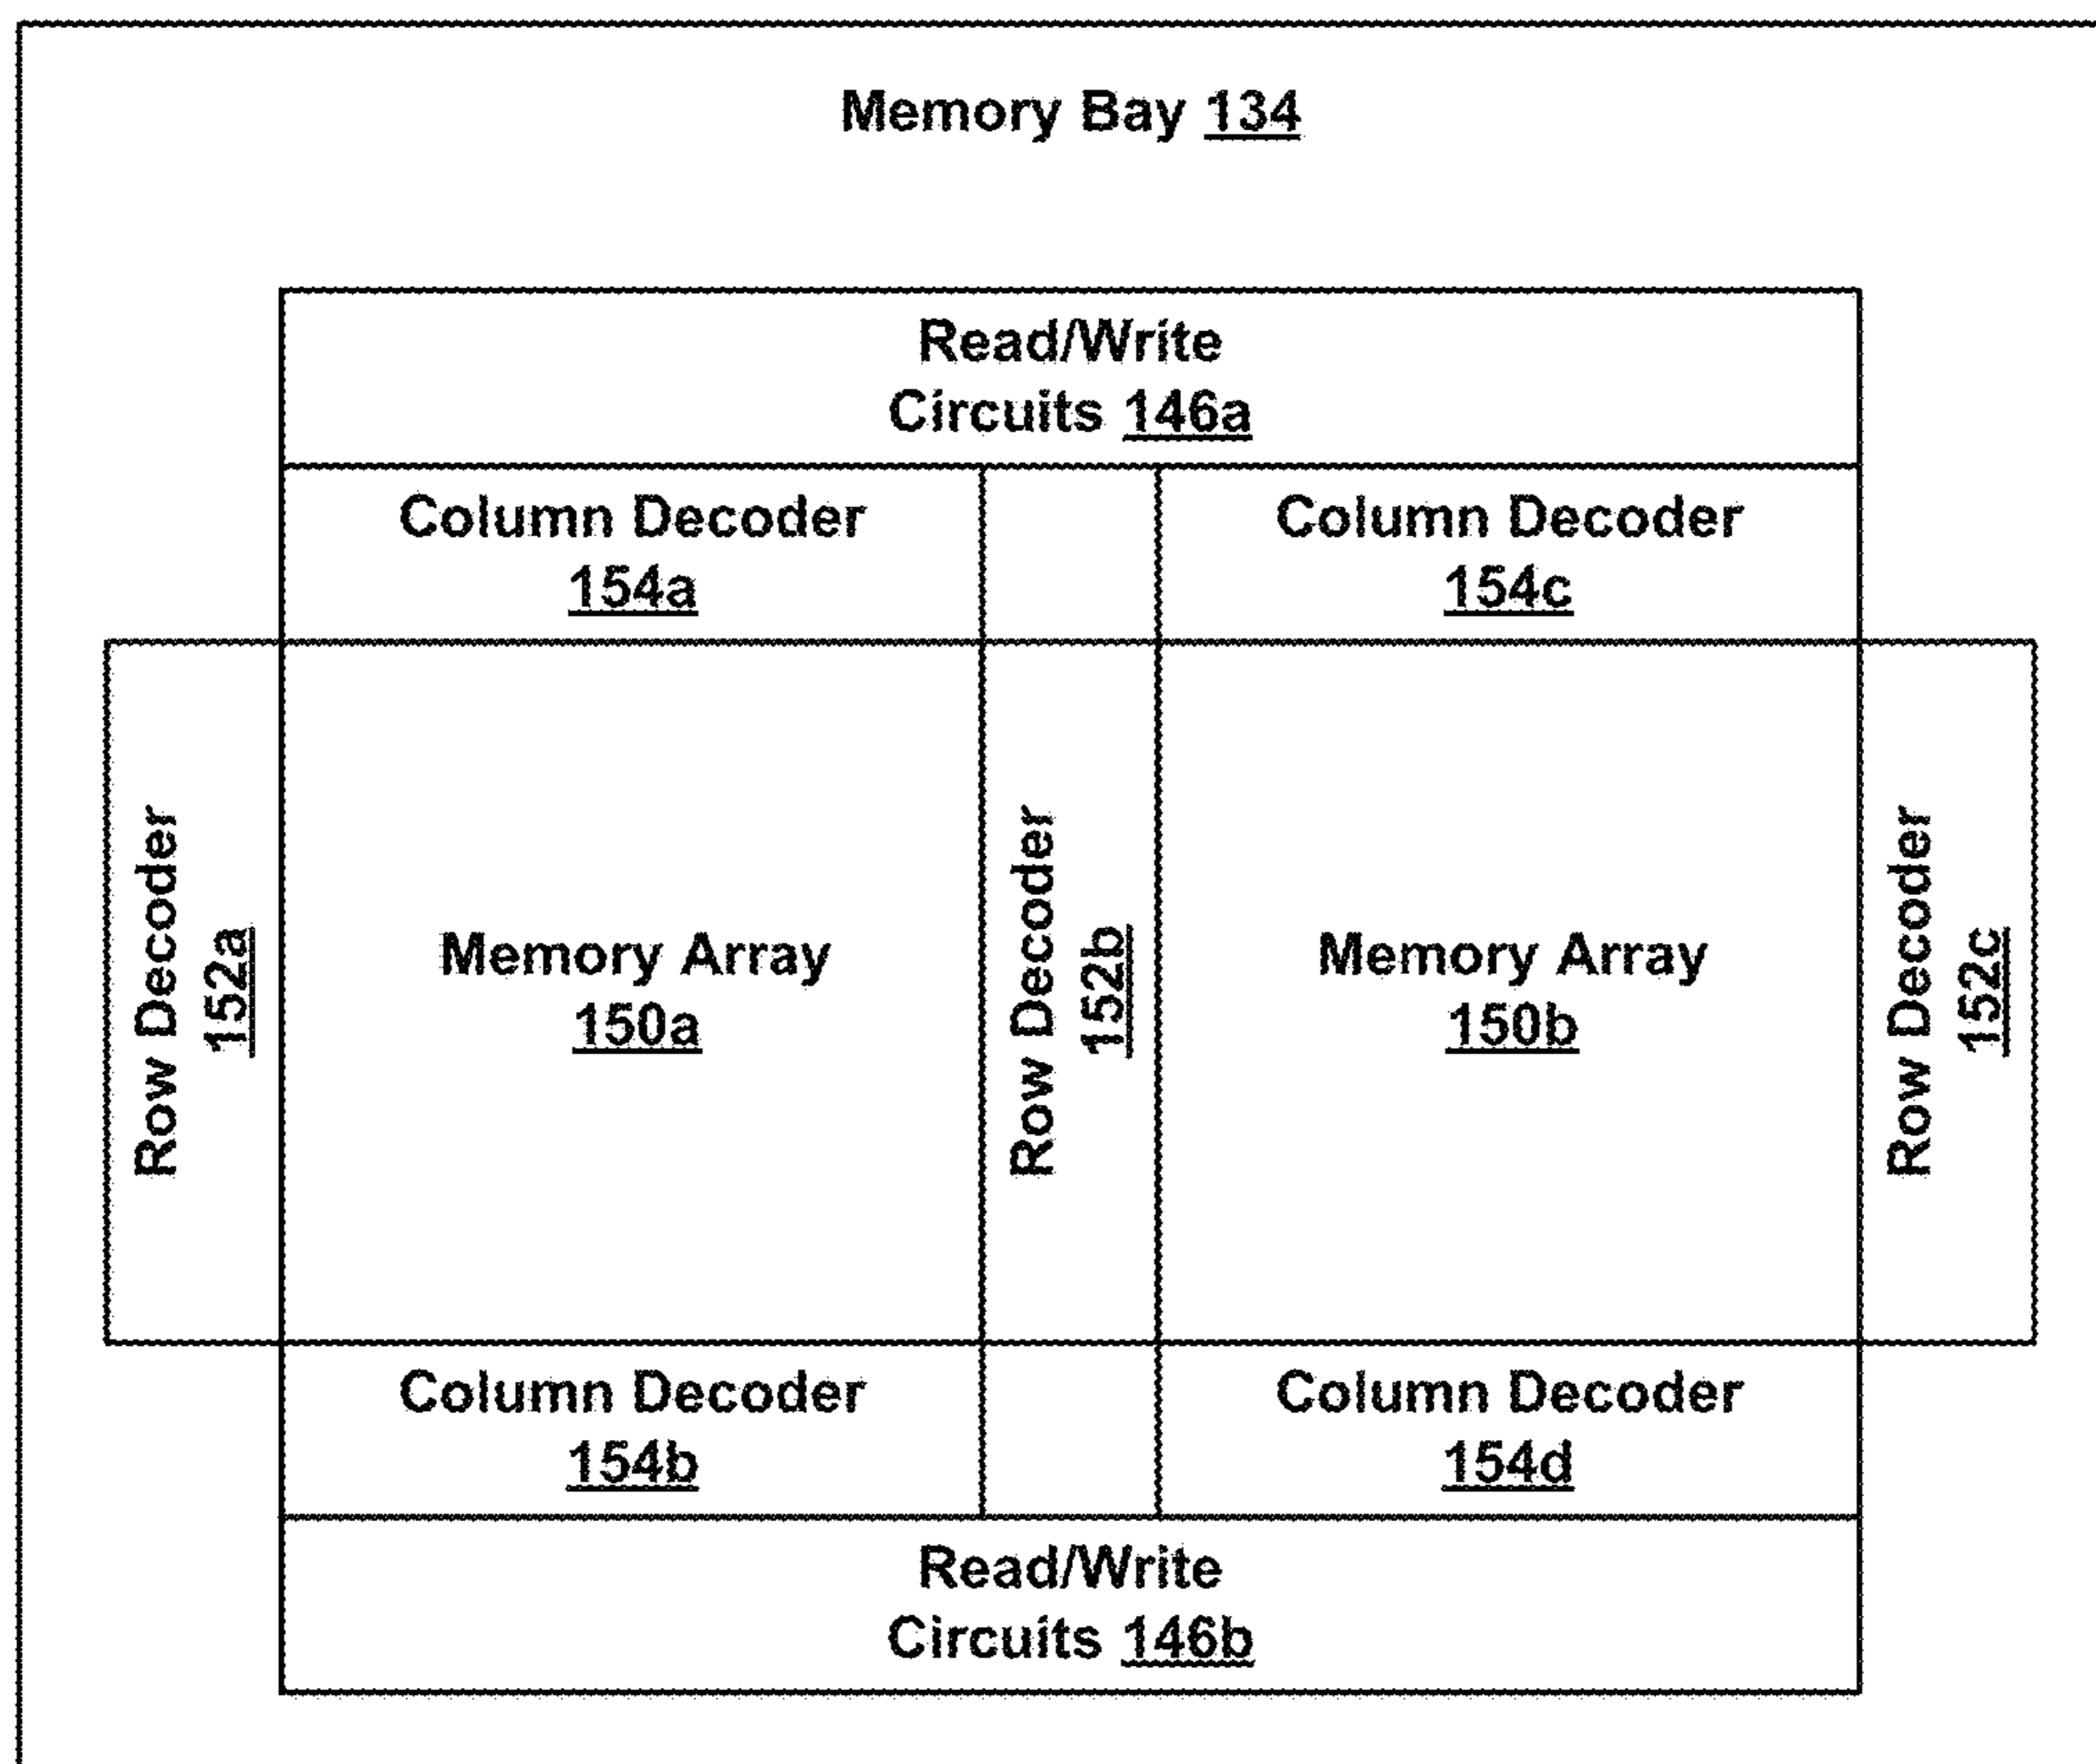 Memory Bay 134
Read/Write
Circuits 146a
Column Decoder
154a
Column Decoder
154c
Row Decoder
152a
Memory Array
150a
Row Decoder
152b
Memory Array
150b
Row Decoder
152c
Column Decoder
154b
Column Decoder
154d
Read/Write
Circuits 146b